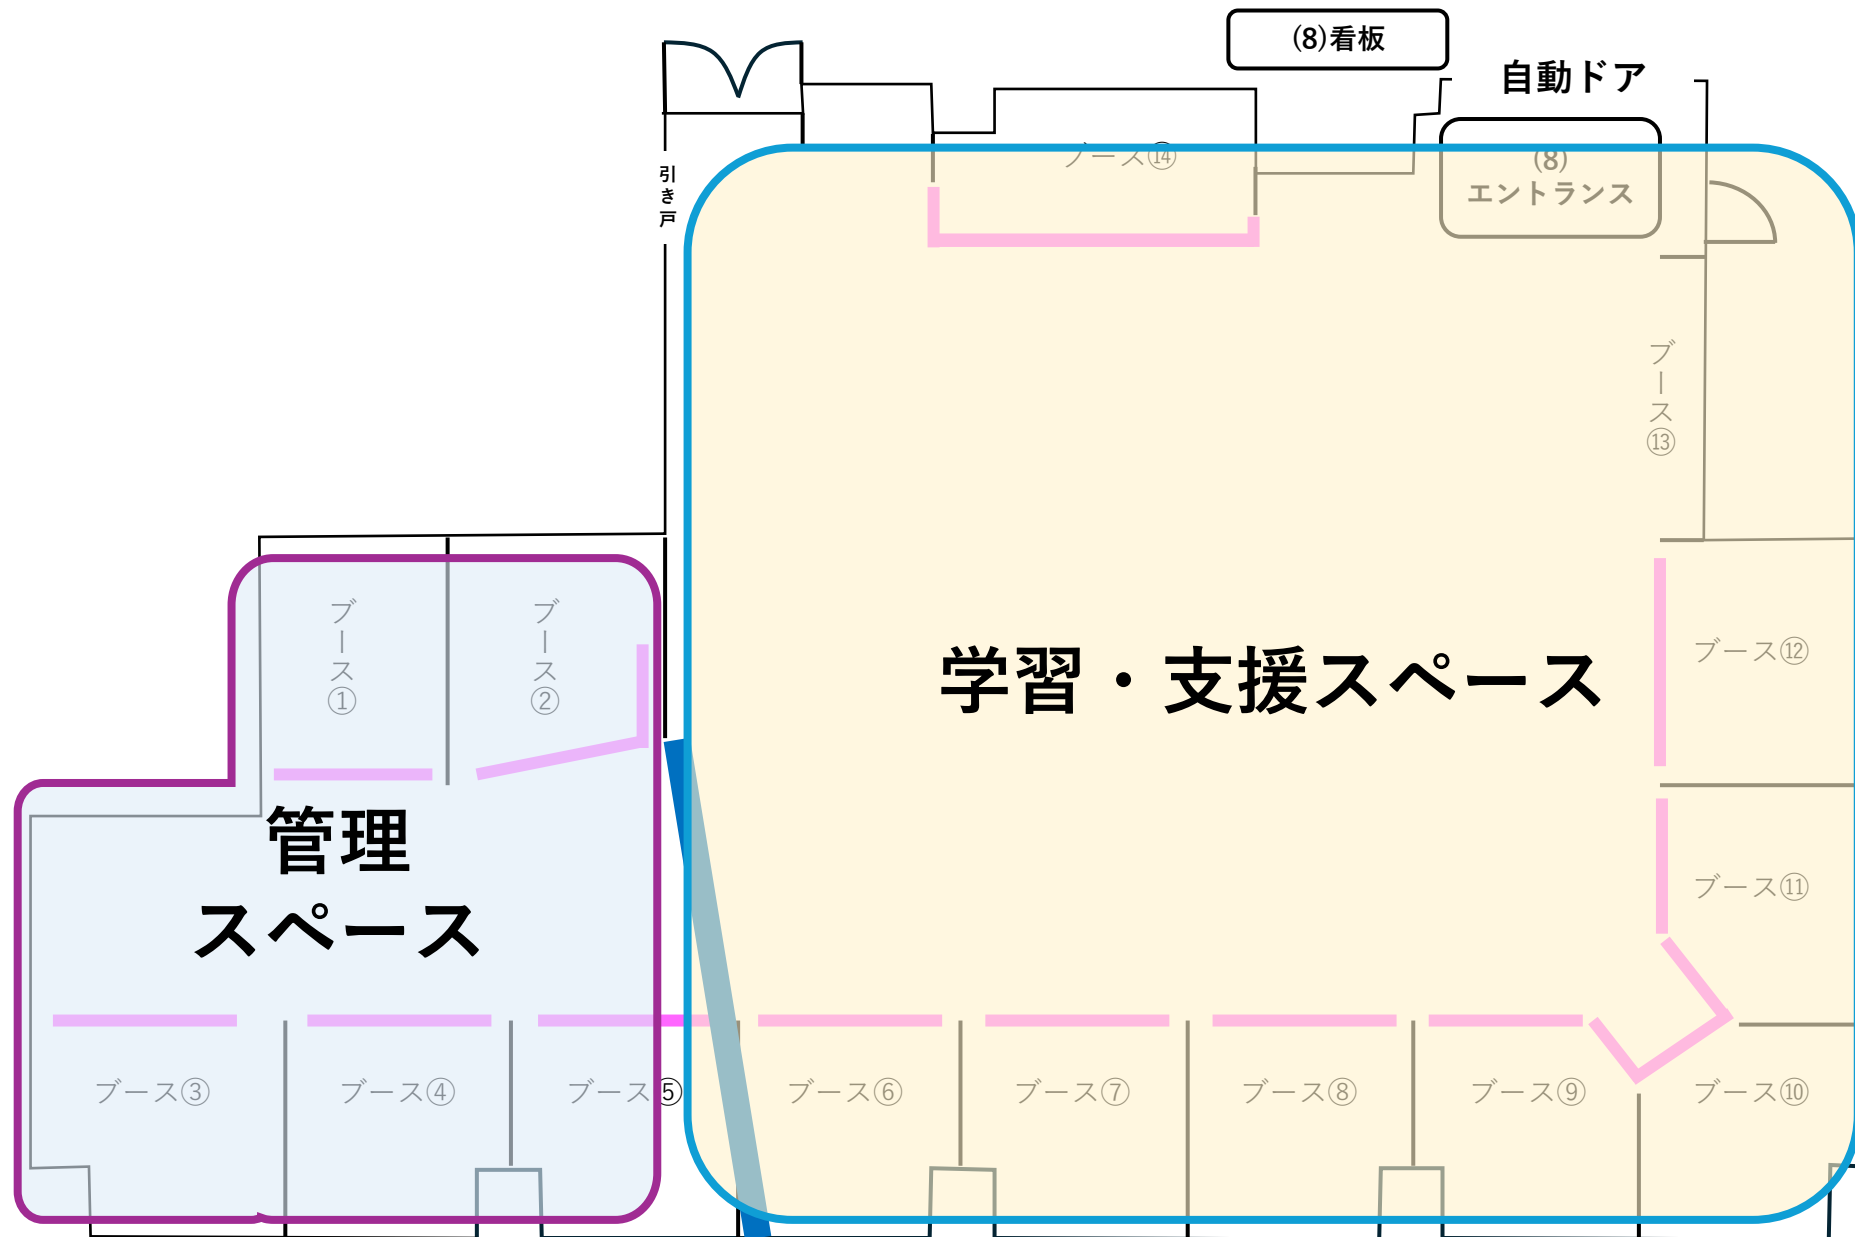 (8)看板
自動ドア
ブース⑭
(8)
エントランス
引き戸
ブース⑬
ブース①
ブース②
学習・支援スペース
ブース⑫
管理
スペース
ブース⑪
ブース③
ブース④
ブース⑤
ブース⑥
ブース⑦
ブース⑧
ブース⑨
ブース⑩